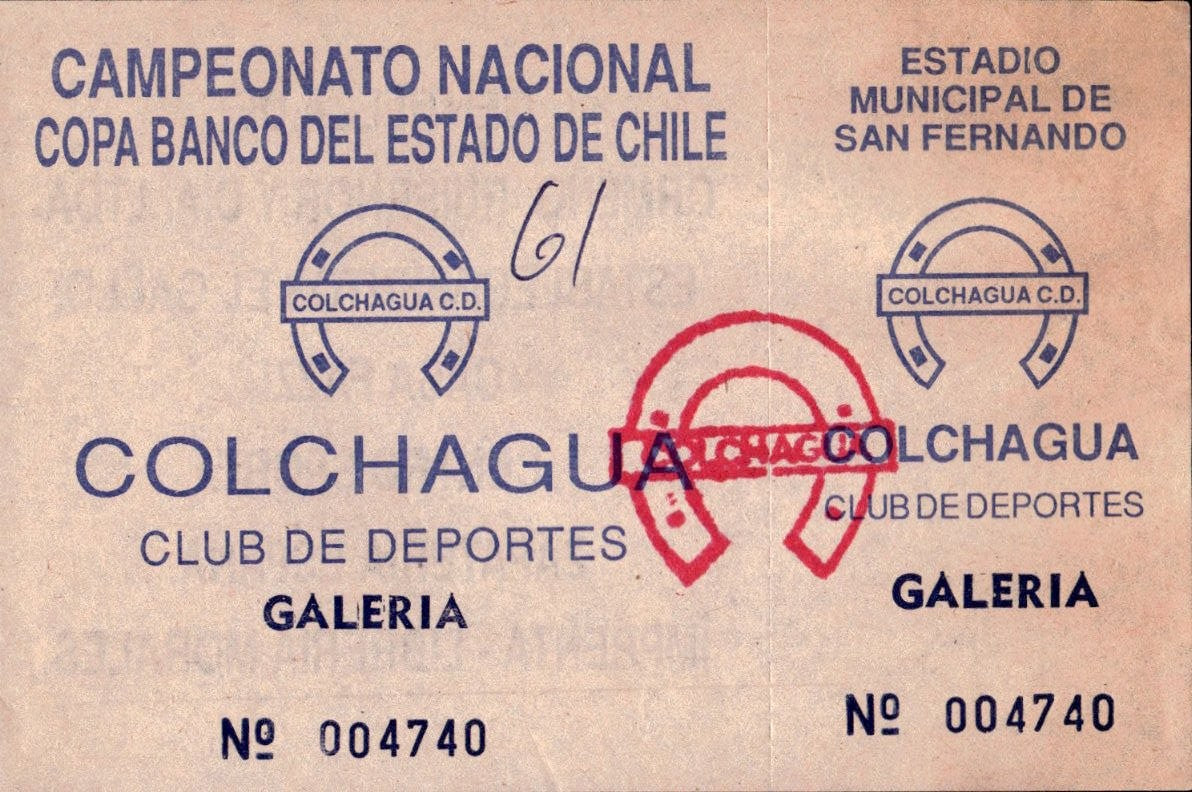 CAMPEONATO NACIONAL
COPA BANCO DEL ESTADO DE CHILE
61
COLCHAGUA C.D.
COLCHAGUA
CLUB DE DEPORTES
GALERIA
Nº 004740
COLCHAGUA
ESTADIO
MUNICIPAL DE
SAN FERNANDO
COLCHAGUA C.D.
COLCHAGUA
CLUB DE DEPORTES
GALERIA
Nº 004740